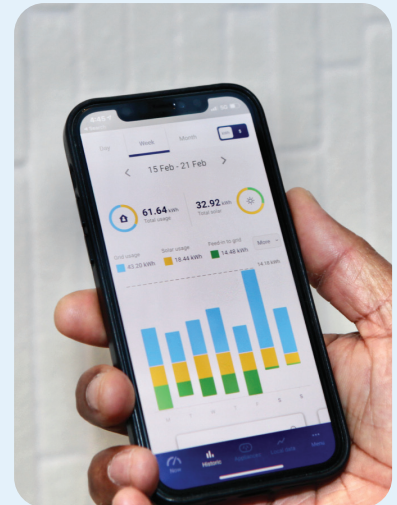 Day Week Month kWh $
15 Feb - 21 Feb
61.64 kWh
Total usage
32.92 kWh
Total solar
Grid usage
43.20 kWh
Solar usage
18.44 kWh
Feed-in to grid
14.48 kWh
More
14.19 kWh
M T W T F S S
Now
Historic
Menu